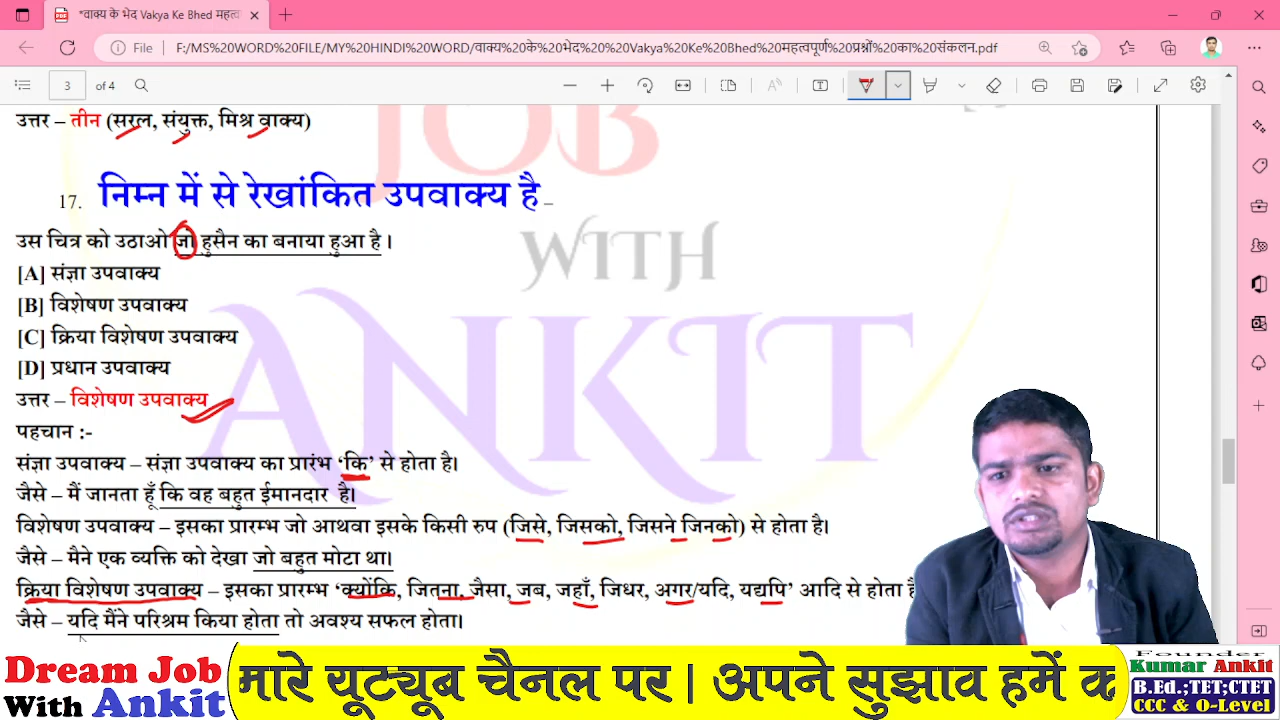 *वाक्य के भेद Vakya Ke Bhed महत्व
File F:/MS%20WORD%20FILE/MY%20HINDI%20WORD/वाक्य%20के%20भेद%20%20Vakya%20Ke%20Bhed%20महत्वपूर्ण%20प्रश्नों%20का%20संकलन.pdf
3 of 4
उत्तर – तीन (सरल, संयुक्त, मिश्र वाक्य)
JOB
17. निम्न में से रेखांकित उपवाक्य है –
उस चित्र को उठाओ जो हुसैन का बनाया हुआ है।
WITH
[A] संज्ञा उपवाक्य
[B] विशेषण उपवाक्य
[C] क्रिया विशेषण उपवाक्य
[D] प्रधान उपवाक्य
ANKIT
उत्तर – विशेषण उपवाक्य
पहचान :-
संज्ञा उपवाक्य – संज्ञा उपवाक्य का प्रारंभ ‘कि’ से होता है।
जैसे – मैं जानता हूँ कि वह बहुत ईमानदार है।
विशेषण उपवाक्य – इसका प्रारम्भ जो आथवा इसके किसी रुप (जिसे, जिसको, जिसने जिनको) से होता है।
जैसे – मैने एक व्यक्ति को देखा जो बहुत मोटा था।
क्रिया विशेषण उपवाक्य – इसका प्रारम्भ ‘क्योंकि, जितना, जैसा, जब, जहाँ, जिधर, अगर/यदि, यद्यपि’ आदि से होता है
जैसे – यदि मैंने परिश्रम किया होता तो अवश्य सफल होता।
Dream Job
With Ankit
मारे यूट्यूब चैनल पर | अपने सुझाव हमें क
Founder
Kumar Ankit
B.Ed.;TET;CTET
CCC & O-Level